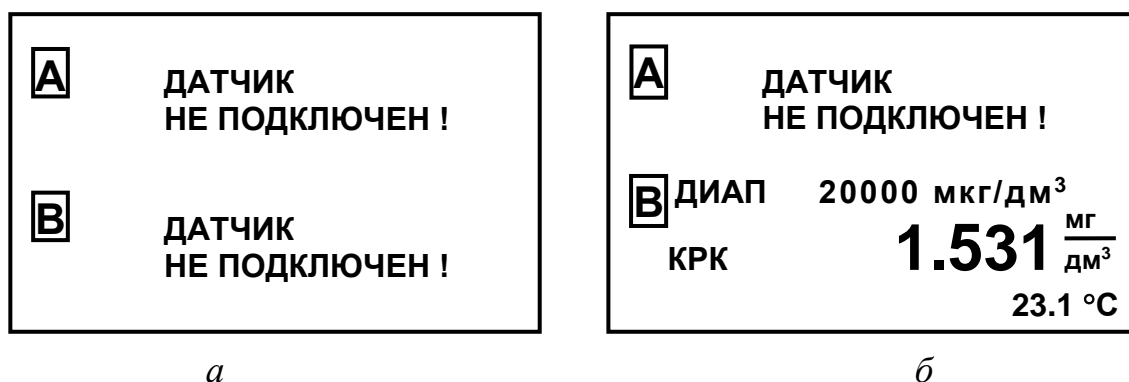 A ДАТЧИК
НЕ ПОДКЛЮЧЕН !
B ДАТЧИК
НЕ ПОДКЛЮЧЕН !
а
A ДАТЧИК
НЕ ПОДКЛЮЧЕН !
B ДИАП 20000 мкг/дм³
КРК 1.531 мг/дм³
23.1 °C
б